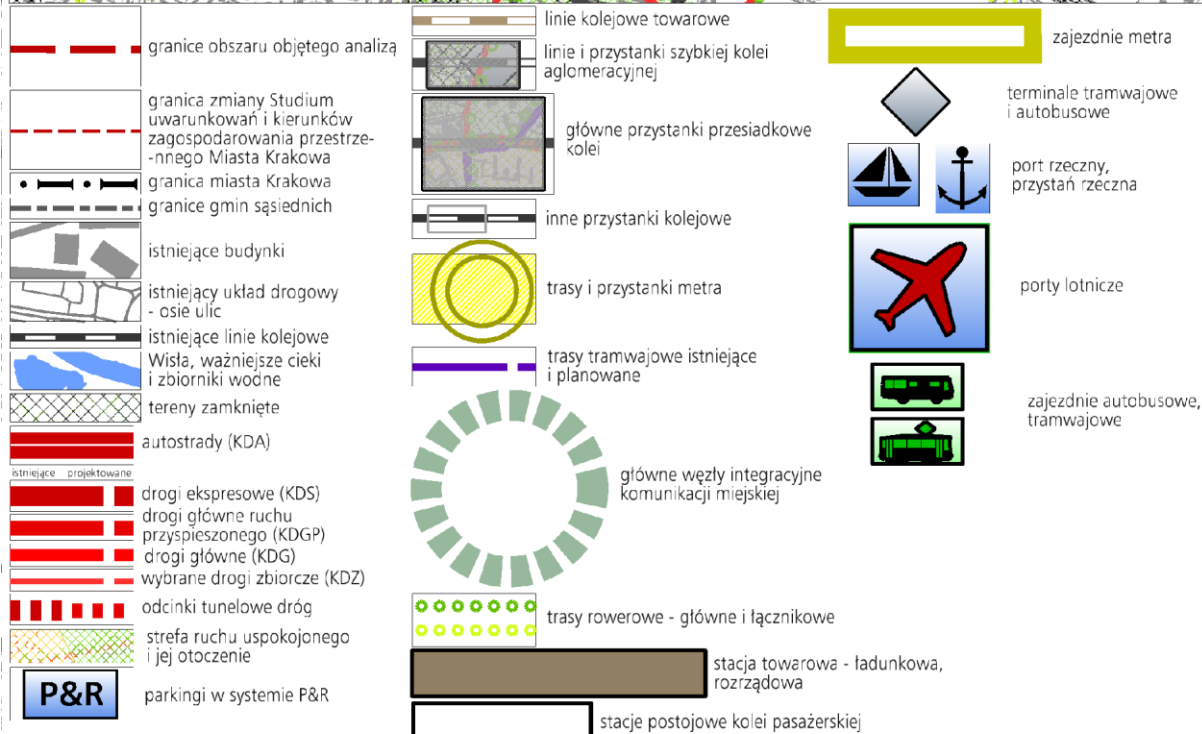 granice obszaru objętego analizą
granica zmiany Studium
uwarunkowań i kierunków
zagospodarowania przestrze-
-nnego Miasta Krakowa
granica miasta Krakowa
granice gmin sąsiednich
istniejące budynki
istniejący układ drogowy
- osie ulic
istniejące linie kolejowe
Wisła, ważniejsze cieki
i zbiorniki wodne
tereny zamknięte
autostrady (KDA)
istniejące projektowane
drogi ekspresowe (KDS)
drogi główne ruchu
przyspieszonego (KDGP)
drogi główne (KDG)
wybrane drogi zbiorcze (KDZ)
odcinki tunelowe dróg
strefa ruchu uspokojonego
i jej otoczenie
P&R
parkingi w systemie P&R
linie kolejowe towarowe
linie i przystanki szybkiej kolei
aglomeracyjnej
główne przystanki przesiadkowe
kolei
inne przystanki kolejowe
trasy i przystanki metra
trasy tramwajowe istniejące
i planowane
główne węzły integracyjne
komunikacji miejskiej
trasy rowerowe - główne i łącznikowe
stacja towarowa - ładunkowa,
rozrządowa
stacje postojowe kolei pasażerskiej
zajezdnie metra
terminale tramwajowe
i autobusowe
port rzeczny,
przystań rzeczna
porty lotnicze
zajezdnie autobusowe,
tramwajowe